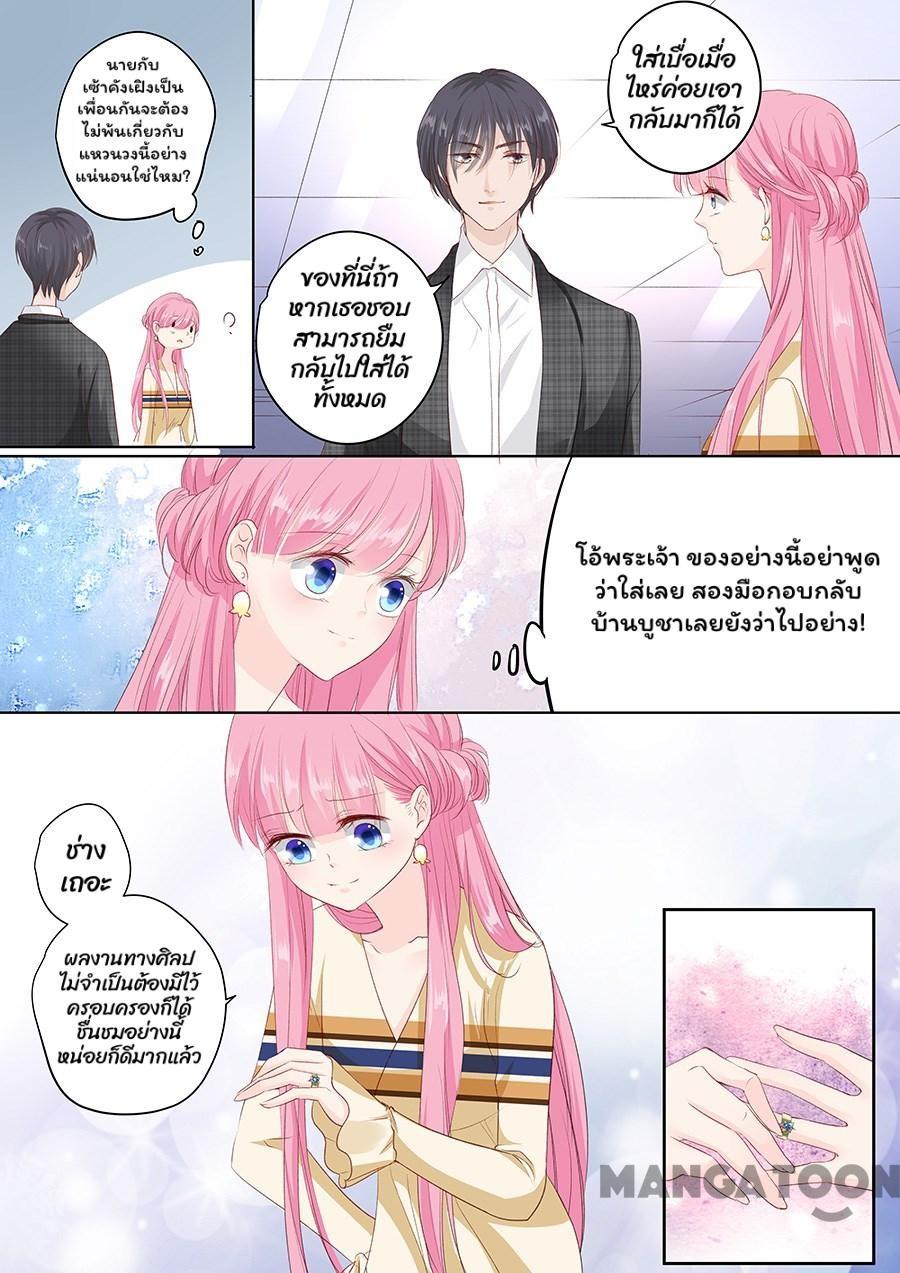 นายกับ
เซ้าคังเฝิงเป็น
เพื่อนกันจะต้อง
ไม่พ้นเกี่ยวกับ
แหวนวงนี้อย่าง
แน่นอนใช่ไหม?
ใส่เบื่อเมื่อ
ไหร่ค่อยเอา
กลับมาก็ได้
ของที่นี่ถ้า
หากเธอชอบ
สามารถยืม
กลับไปใส่ได้
ทั้งหมด
?
โอ้พระเจ้า ของอย่างนี้อย่าพูด
ว่าใส่เลย สองมือกอบกลับ
บ้านบูชาเลยยังว่าไปอย่าง!
ช่าง
เถอะ
ผลงานทางศิลป
ไม่จำเป็นต้องมีไว้
ครอบครองก็ได้
ชื่นชมอย่างนี้
หน่อยก็ดีมากแล้ว
MANGATOON